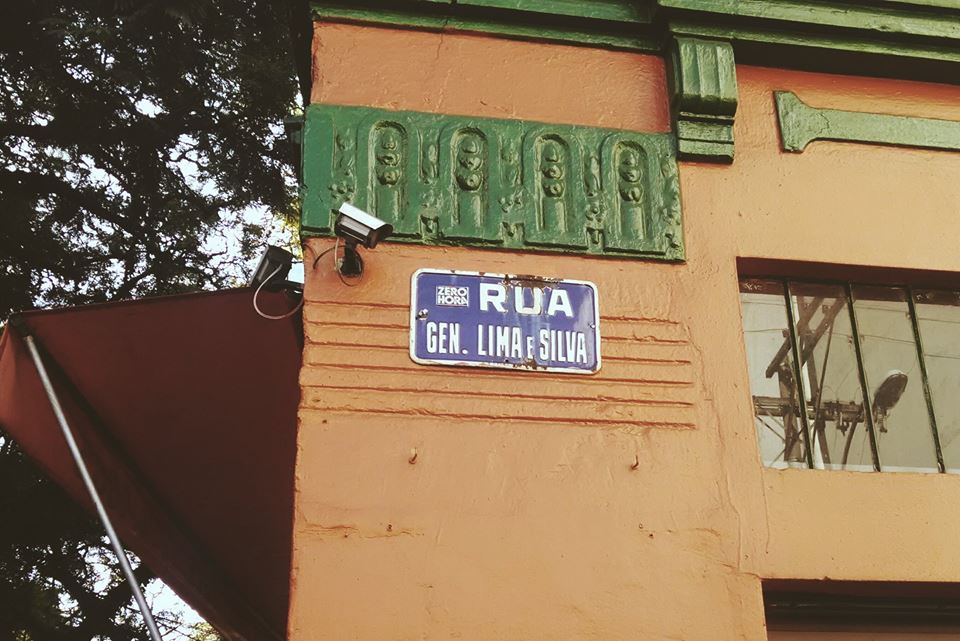 ZERO
HORA
RUA
GEN. LIMA E SILVA